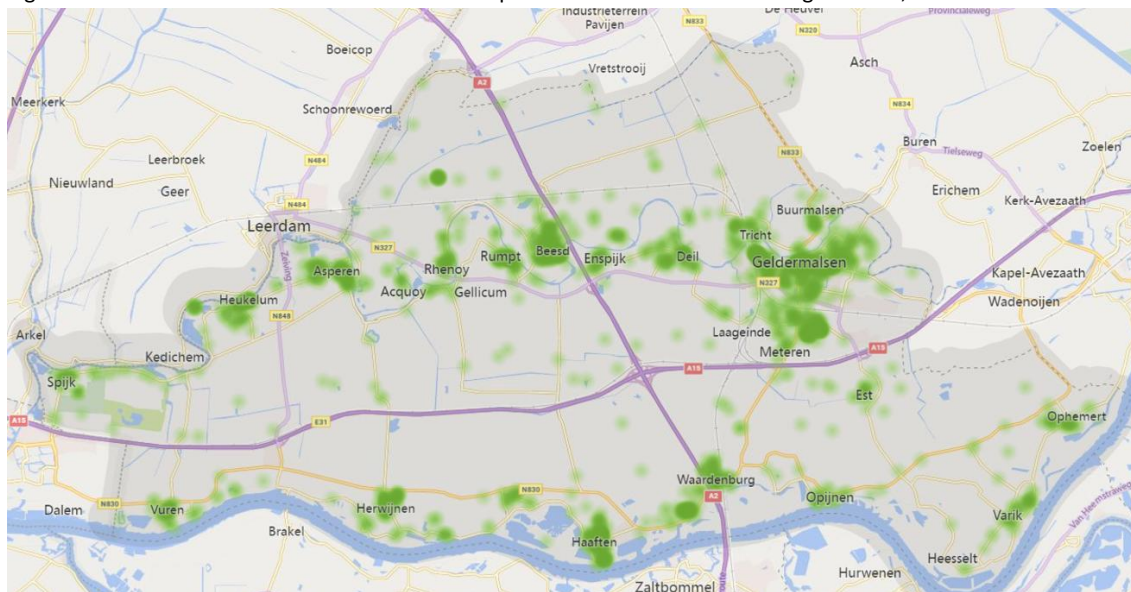 Industrieterrein
Pavijen
De Heuvel
Provincialeweg
N833
N320
Boeicop
Vretstrooij
Asch
A2
Meerkerk
Schoonrewoerd
N834
Buren
Tielseweg
Zoelen
Leerbroek
N484
N833
Nieuwland
Geer
Erichem
Kerk-Avezaath
N484
Buurmalsen
Leerdam
Tricht
N327
Beesd
Rumpt
Enspijk
Deil
Geldermalsen
Asperen
Rhenoy
Kapel-Avezaath
Acquoy
Gellicum
N327
Wadenoijen
Heukelum
N848
Laageinde
Arkel
Meteren
A15
Kedichem
A15
Spijk
Est
Ophemert
A15
E31
Waardenburg
N830
N830
A2
Opijnen
Dalem
Vuren
Herwijnen
Varik
Van Heemstraweg
Brakel
Haaften
Heesselt
Hurwenen
Zaltbommel